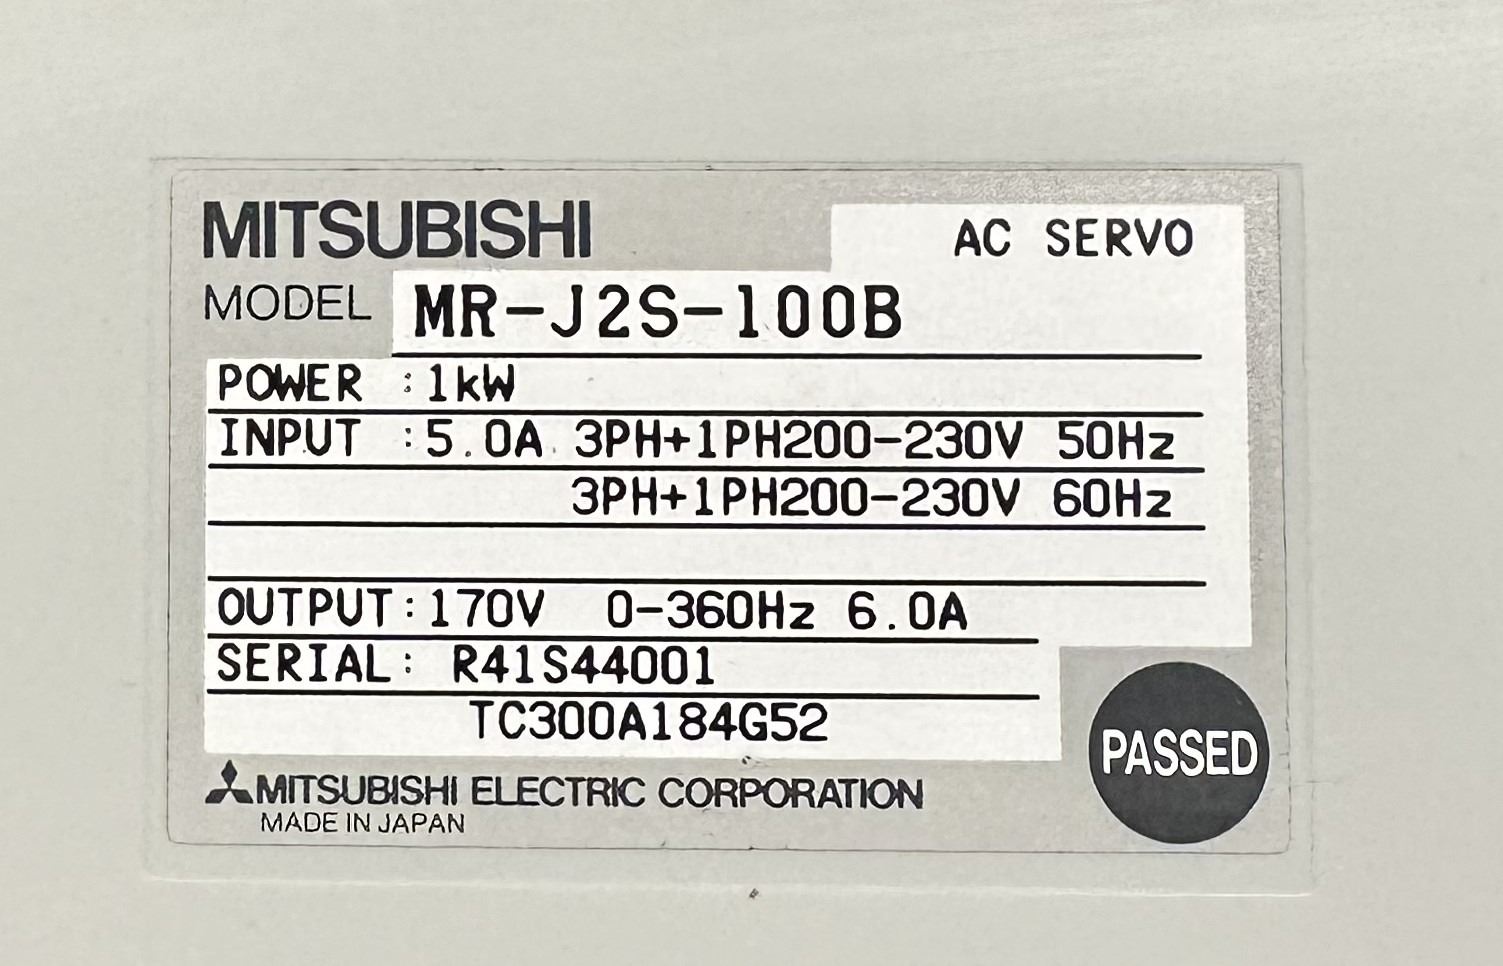 MITSUBISHI
AC SERVO
MODEL MR-J2S-100B
POWER :1kW
INPUT :5.0A 3PH+1PH200-230V 50Hz
3PH+1PH200-230V 60Hz
OUTPUT:170V 0-360Hz 6.0A
SERIAL: R41S44001
TC300A184G52
PASSED
MITSUBISHI ELECTRIC CORPORATION
MADE IN JAPAN